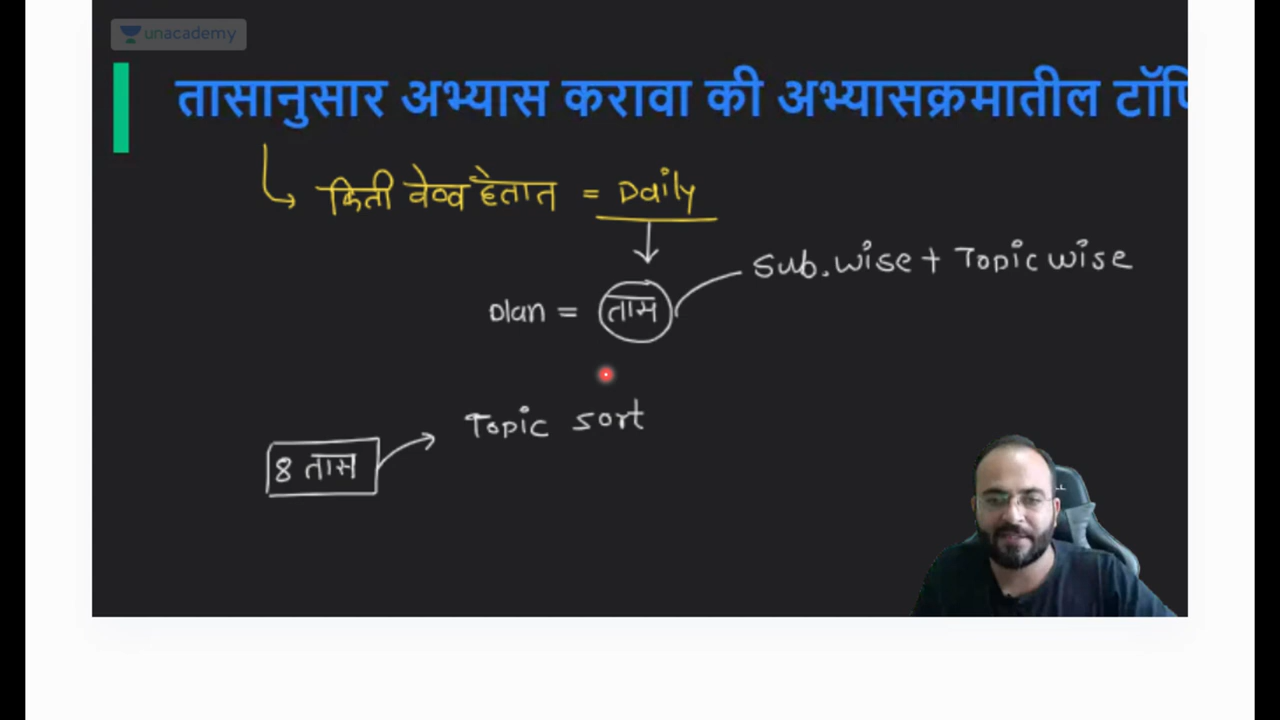 unacademy
तासानुसार अभ्यास करावा की अभ्यासक्रमातील टॉपि
किती वेळ देतात = Daily
Sub.wise + Topic wise
Plan = तास
Topic sort
8 तास